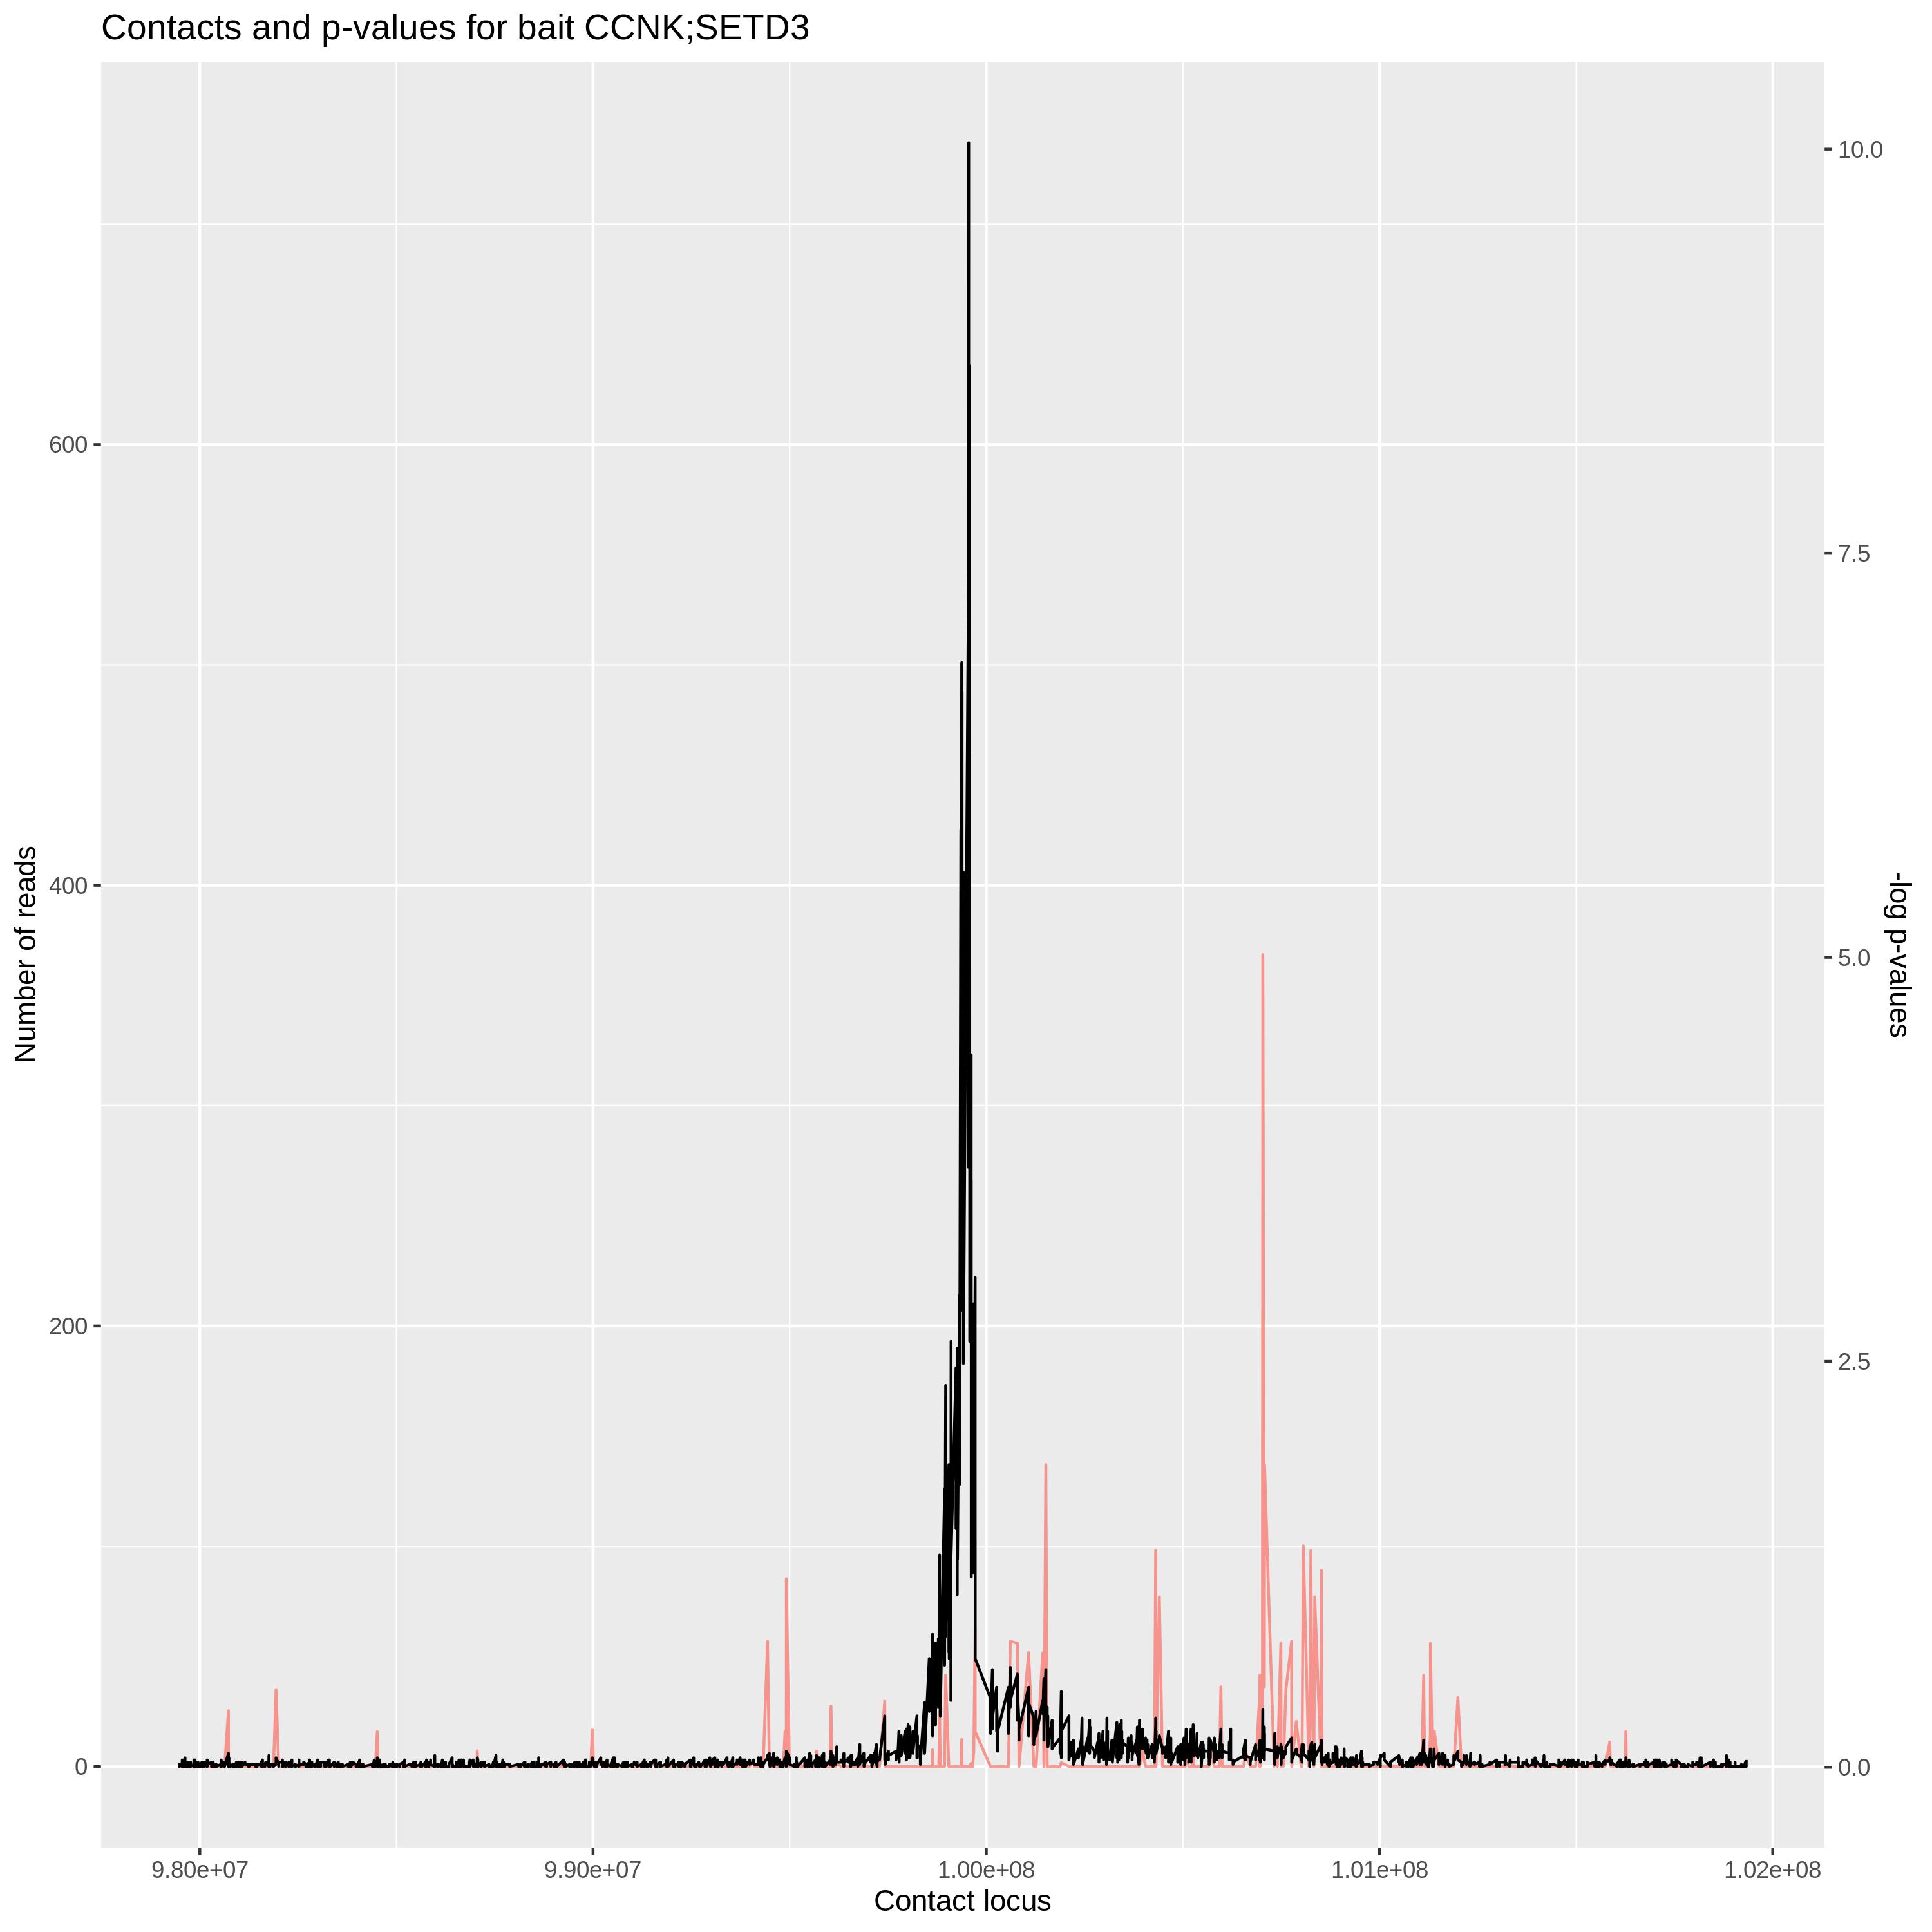 Contacts and p-values for bait CCNK;SETD3
Number of reads
600
400
200
0
10.0
7.5
5.0
2.5
0.0
-log p-values
9.80e+07
9.90e+07
1.00e+08
1.01e+08
1.02e+08
Contact locus